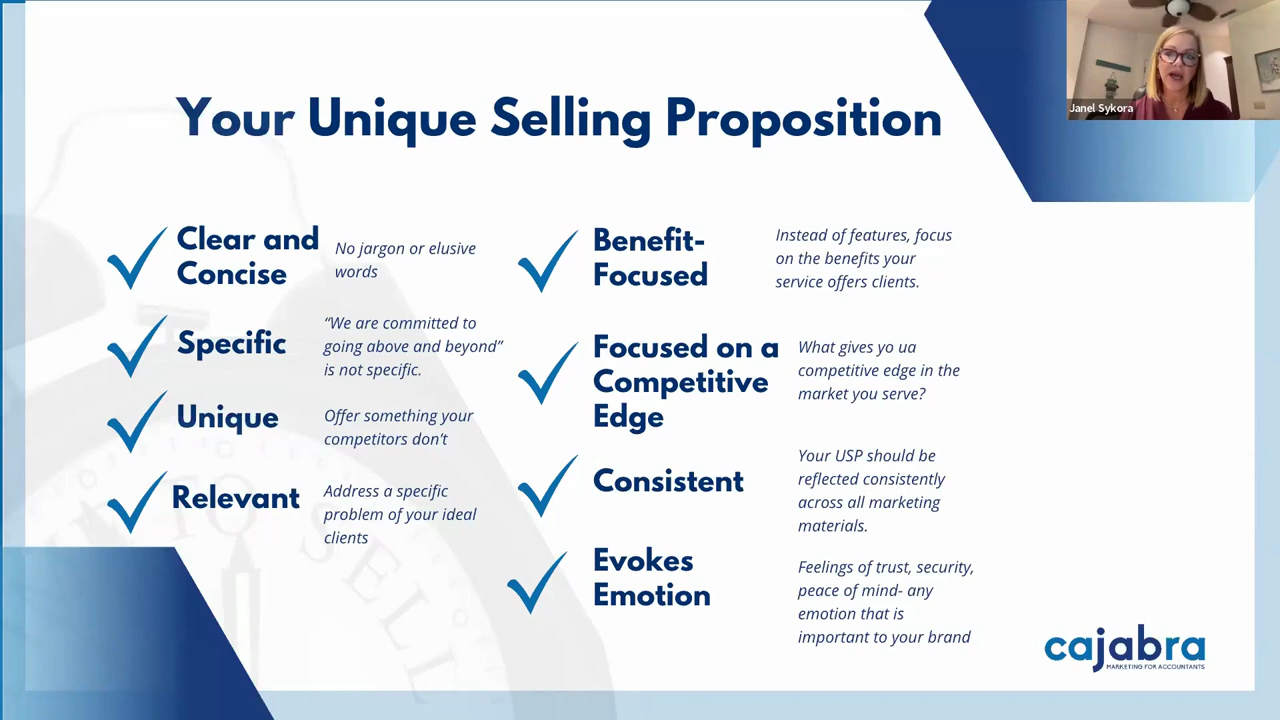 Janel Sykora
Your Unique Selling Proposition
Clear and
Concise
No jargon or elusive
words
Specific
“We are committed to
going above and beyond”
is not specific.
Unique
Offer something your
competitors don’t
Relevant
Address a specific
problem of your ideal
clients
Benefit-
Focused
Instead of features, focus
on the benefits your
service offers clients.
Focused on a
Competitive
Edge
What gives yo ua
competitive edge in the
market you serve?
Consistent
Your USP should be
reflected consistently
across all marketing
materials.
Evokes
Emotion
Feelings of trust, security,
peace of mind- any
emotion that is
important to your brand
TO SELL
cajabra
MARKETING FOR ACCOUNTANTS